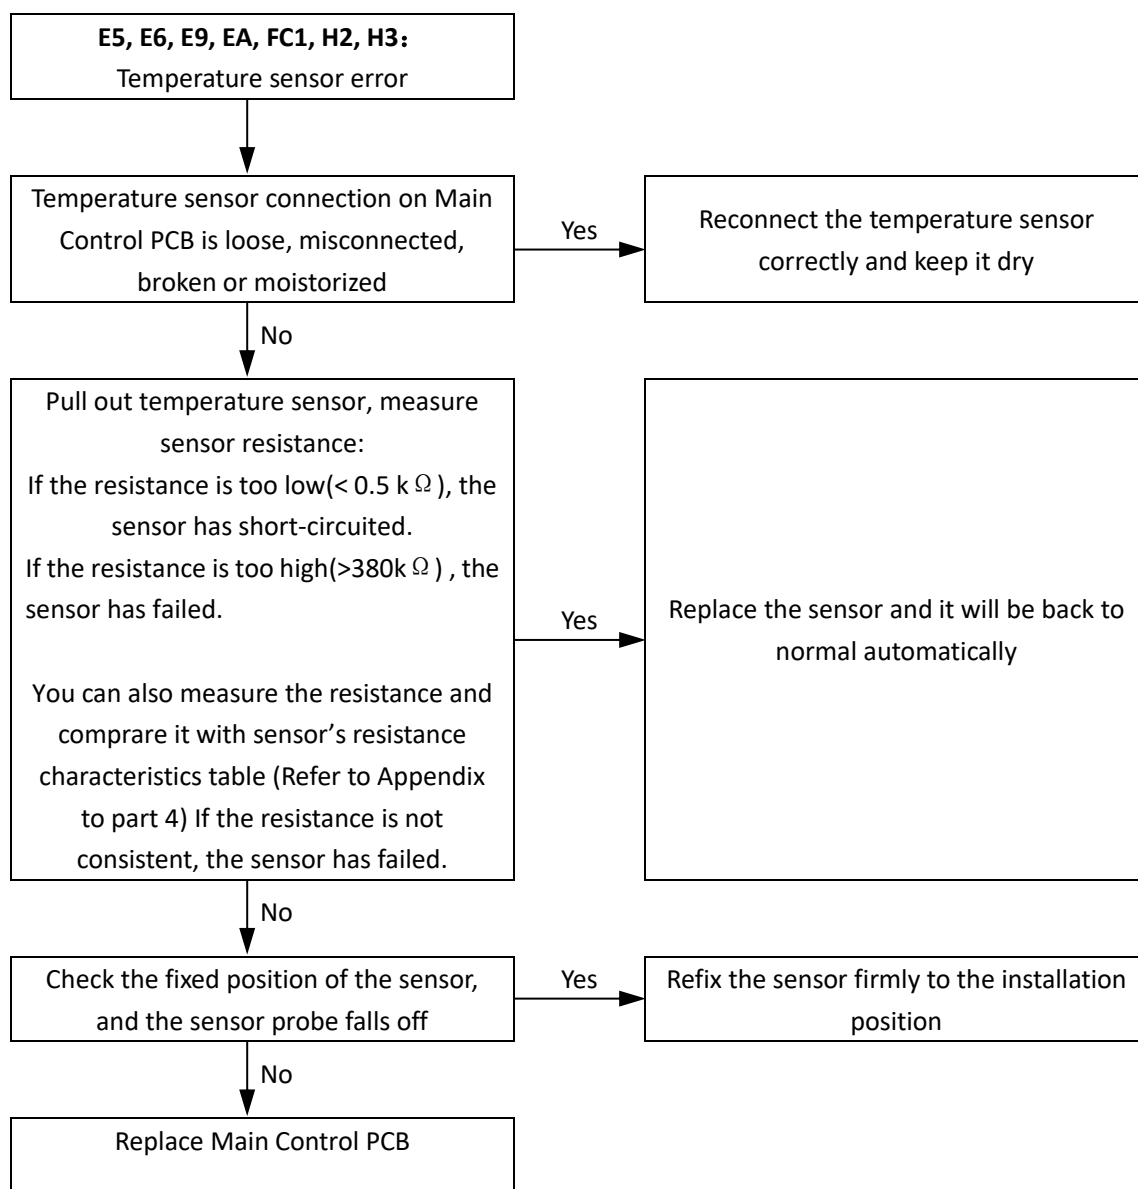 E5, E6, E9, EA, FC1, H2, H3：
Temperature sensor error
Temperature sensor connection on Main
Control PCB is loose, misconnected,
broken or moistorized
Yes
Reconnect the temperature sensor
correctly and keep it dry
No
Pull out temperature sensor, measure
sensor resistance:
If the resistance is too low(< 0.5 k Ω), the
sensor has short-circuited.
If the resistance is too high(>380k Ω) , the
sensor has failed.
You can also measure the resistance and
comprare it with sensor’s resistance
characteristics table (Refer to Appendix
to part 4) If the resistance is not
consistent, the sensor has failed.
Yes
Replace the sensor and it will be back to
normal automatically
No
Check the fixed position of the sensor,
and the sensor probe falls off
Yes
Refix the sensor firmly to the installation
position
No
Replace Main Control PCB